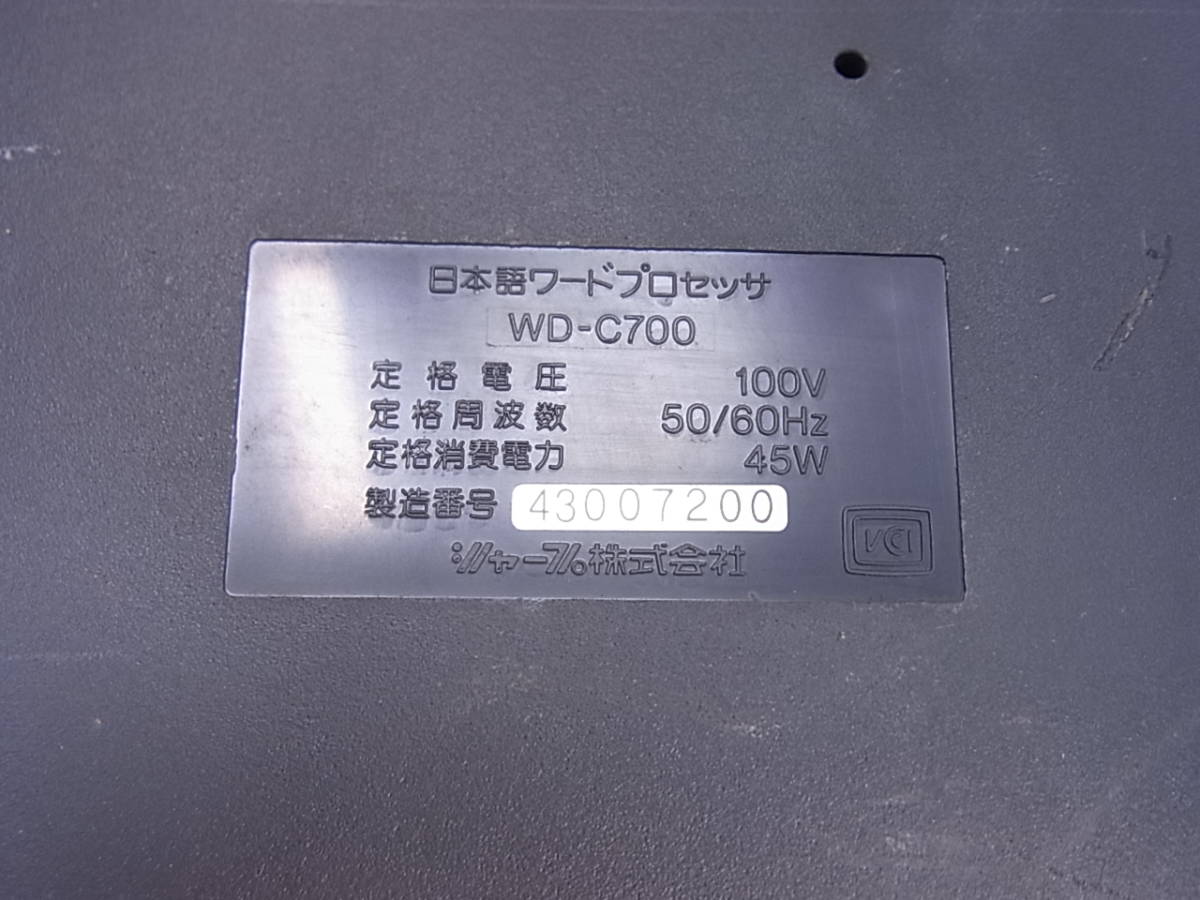 日本語ワードプロセッサ
WD-C700
定格電圧 100V
定格周波数 50/60Hz
定格消費電力 45W
製造番号 43007200
シャープ株式会社
VCI